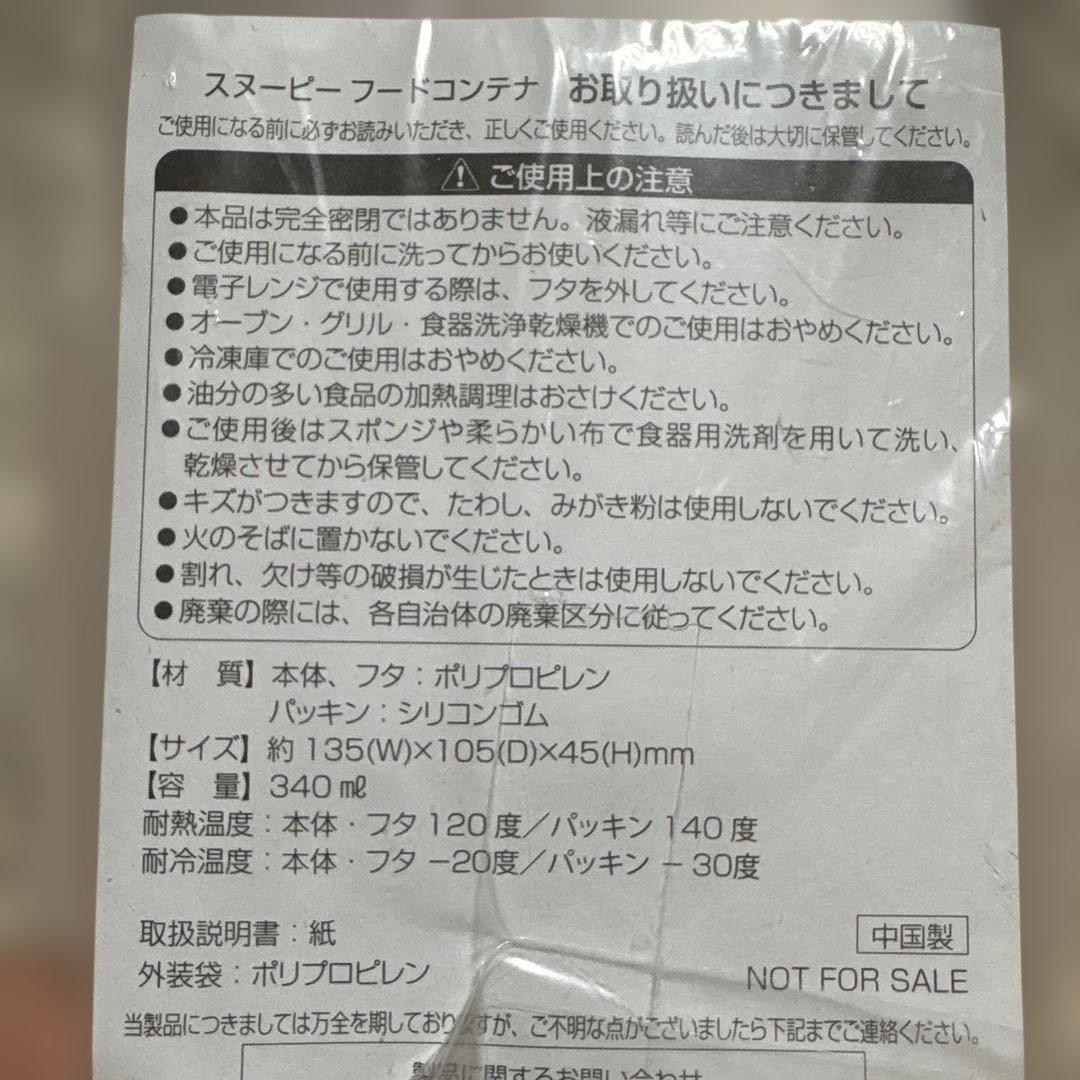 スヌーピー フードコンテナ お取り扱いにつきまして
ご使用になる前に必ずお読みいただき、正しくご使用ください。読んだ後は大切に保管してください。
⚠ ご使用上の注意
●本品は完全密閉ではありません。液漏れ等にご注意ください。
●ご使用になる前に洗ってからお使いください。
●電子レンジで使用する際は、フタを外してください。
●オーブン・グリル・食器洗浄乾燥機でのご使用はおやめください。
●冷凍庫でのご使用はおやめください。
●油分の多い食品の加熱調理はおさけください。
●ご使用後はスポンジや柔らかい布で食器用洗剤を用いて洗い、
乾燥させてから保管してください。
●キズがつきますので、たわし、みがき粉は使用しないでください。
●火のそばに置かないでください。
●割れ、欠け等の破損が生じたときは使用しないでください。
●廃棄の際には、各自治体の廃棄区分に従ってください。
【材　質】本体、フタ：ポリプロピレン
パッキン：シリコンゴム
【サイズ】約 135(W)×105(D)×45(H)mm
【容　量】340 ㎖
耐熱温度：本体・フタ 120 度／パッキン 140 度
耐冷温度：本体・フタ −20度／パッキン − 30度
取扱説明書：紙
中国製
外装袋：ポリプロピレン
NOT FOR SALE
当製品につきましては万全を期しておりますが、ご不明な点がございましたら下記までご連絡ください。
製品に関するお問い合わせ